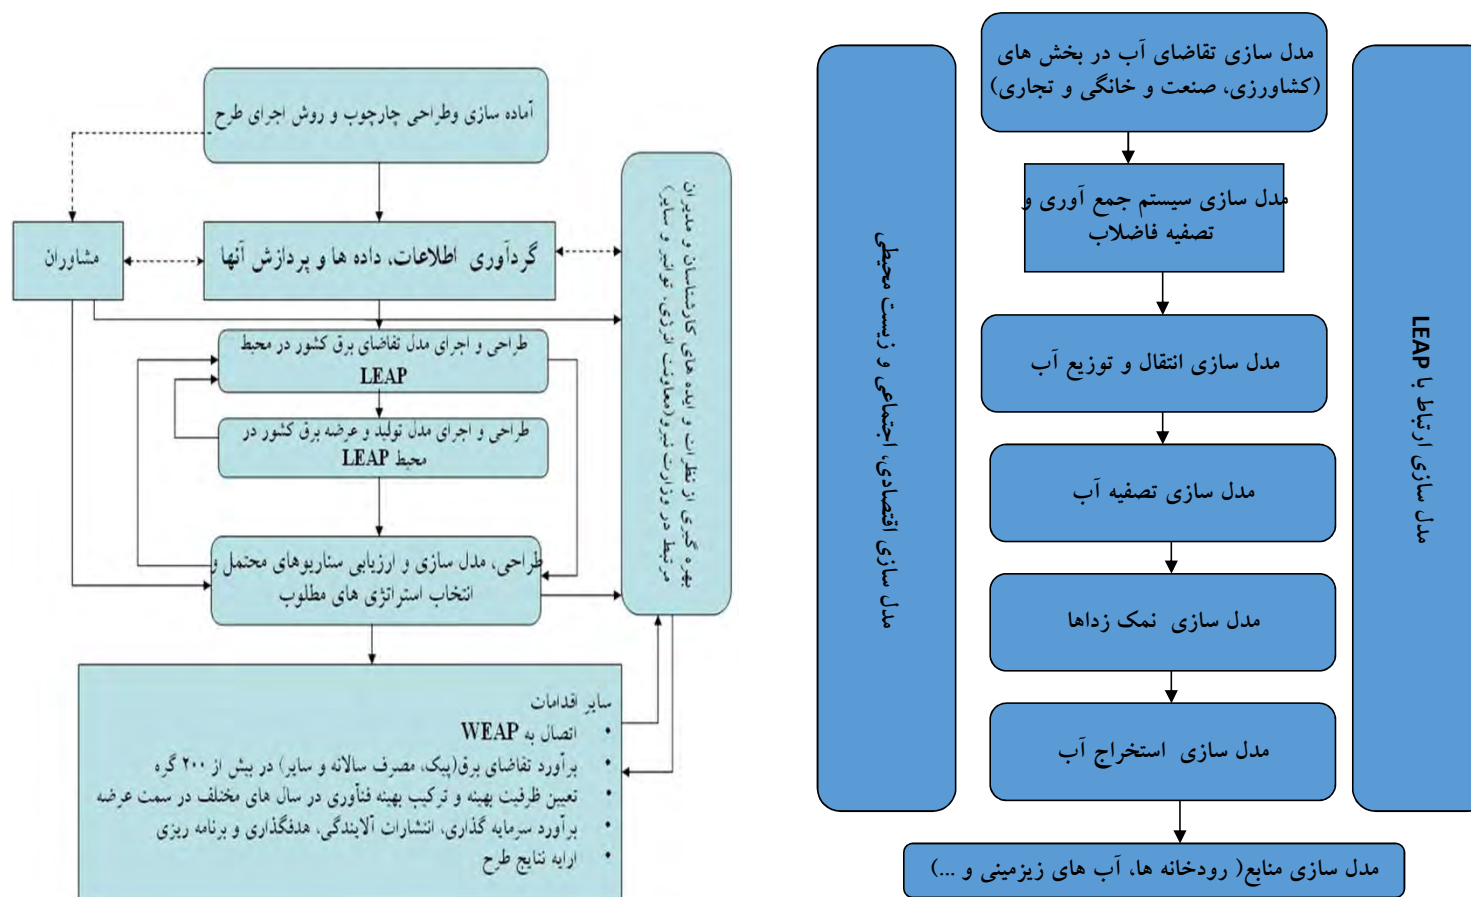 آماده سازی وطراحی چارچوب و روش اجرای طرح
مشاوران
گردآوری اطلاعات، داده ها و پردازش آنها
بهره گیری از نظرات و ایده های کارشناسان و مدیران
مرتبط در وزارت نیرو(معاونت انرژی، توانیر و سایر)
طراحی و اجرای مدل تقاضای برق کشور در محیط
LEAP
طراحی و اجرای مدل تولید و عرضه برق کشور در
محیط LEAP
طراحی، مدل سازی و ارزیابی سناریوهای محتمل و
انتخاب استراتژی های مطلوب
سایر اقدامات
• اتصال به WEAP
• برآورد تقاضای برق(پیک، مصرف سالانه و سایر) در بیش از ۲۰۰ گره
• تعیین ظرفیت بهینه و ترکیب بهینه فنآوری در سال های مختلف در سمت عرضه
• برآورد سرمایه گذاری، انتشارات آلایندگی، هدفگذاری و برنامه ریزی
• ارایه نتایج طرح
مدل سازی ارتباط با LEAP
مدل سازی تقاضای آب در بخش های
(کشاورزی، صنعت و خانگی و تجاری)
مدل سازی سیستم جمع آوری و
تصفیه فاضلاب
مدل سازی انتقال و توزیع آب
مدل سازی تصفیه آب
مدل سازی نمک زداها
مدل سازی استخراج آب
مدل سازی منابع( رودخانه ها، آب های زیزمینی و ...)
مدل سازی اقتصادی، اجتماعی و زیست محیطی